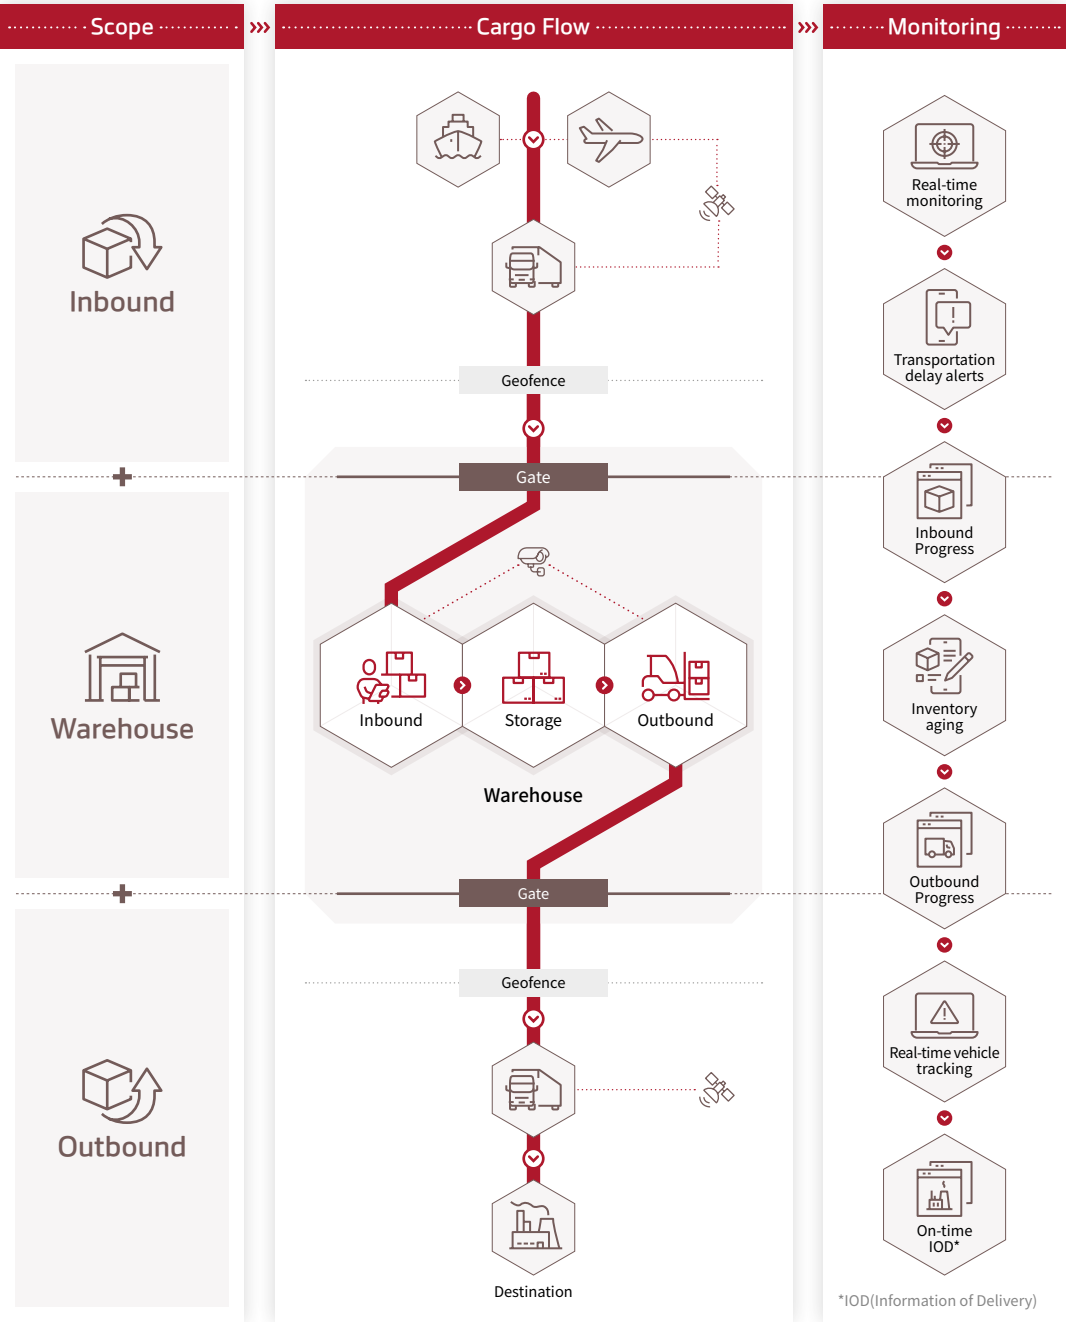 Scope
Cargo Flow
Monitoring
Inbound
Warehouse
Outbound
Geofence
Gate
Inbound
Storage
Outbound
Warehouse
Gate
Geofence
Destination
Real-time
monitoring
Transportation
delay alerts
Inbound
Progress
Inventory
aging
Outbound
Progress
Real-time vehicle
tracking
On-time
IOD*
*IOD(Information of Delivery)